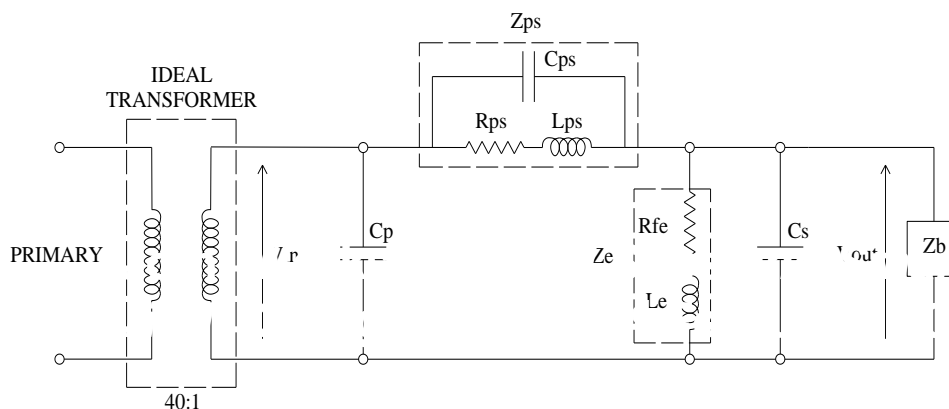 Zps
Cps
IDEAL
TRANSFORMER
Rps
Lps
Cp
Rfe
Cs
PRIMARY
Ze
Zb
Le
40:1